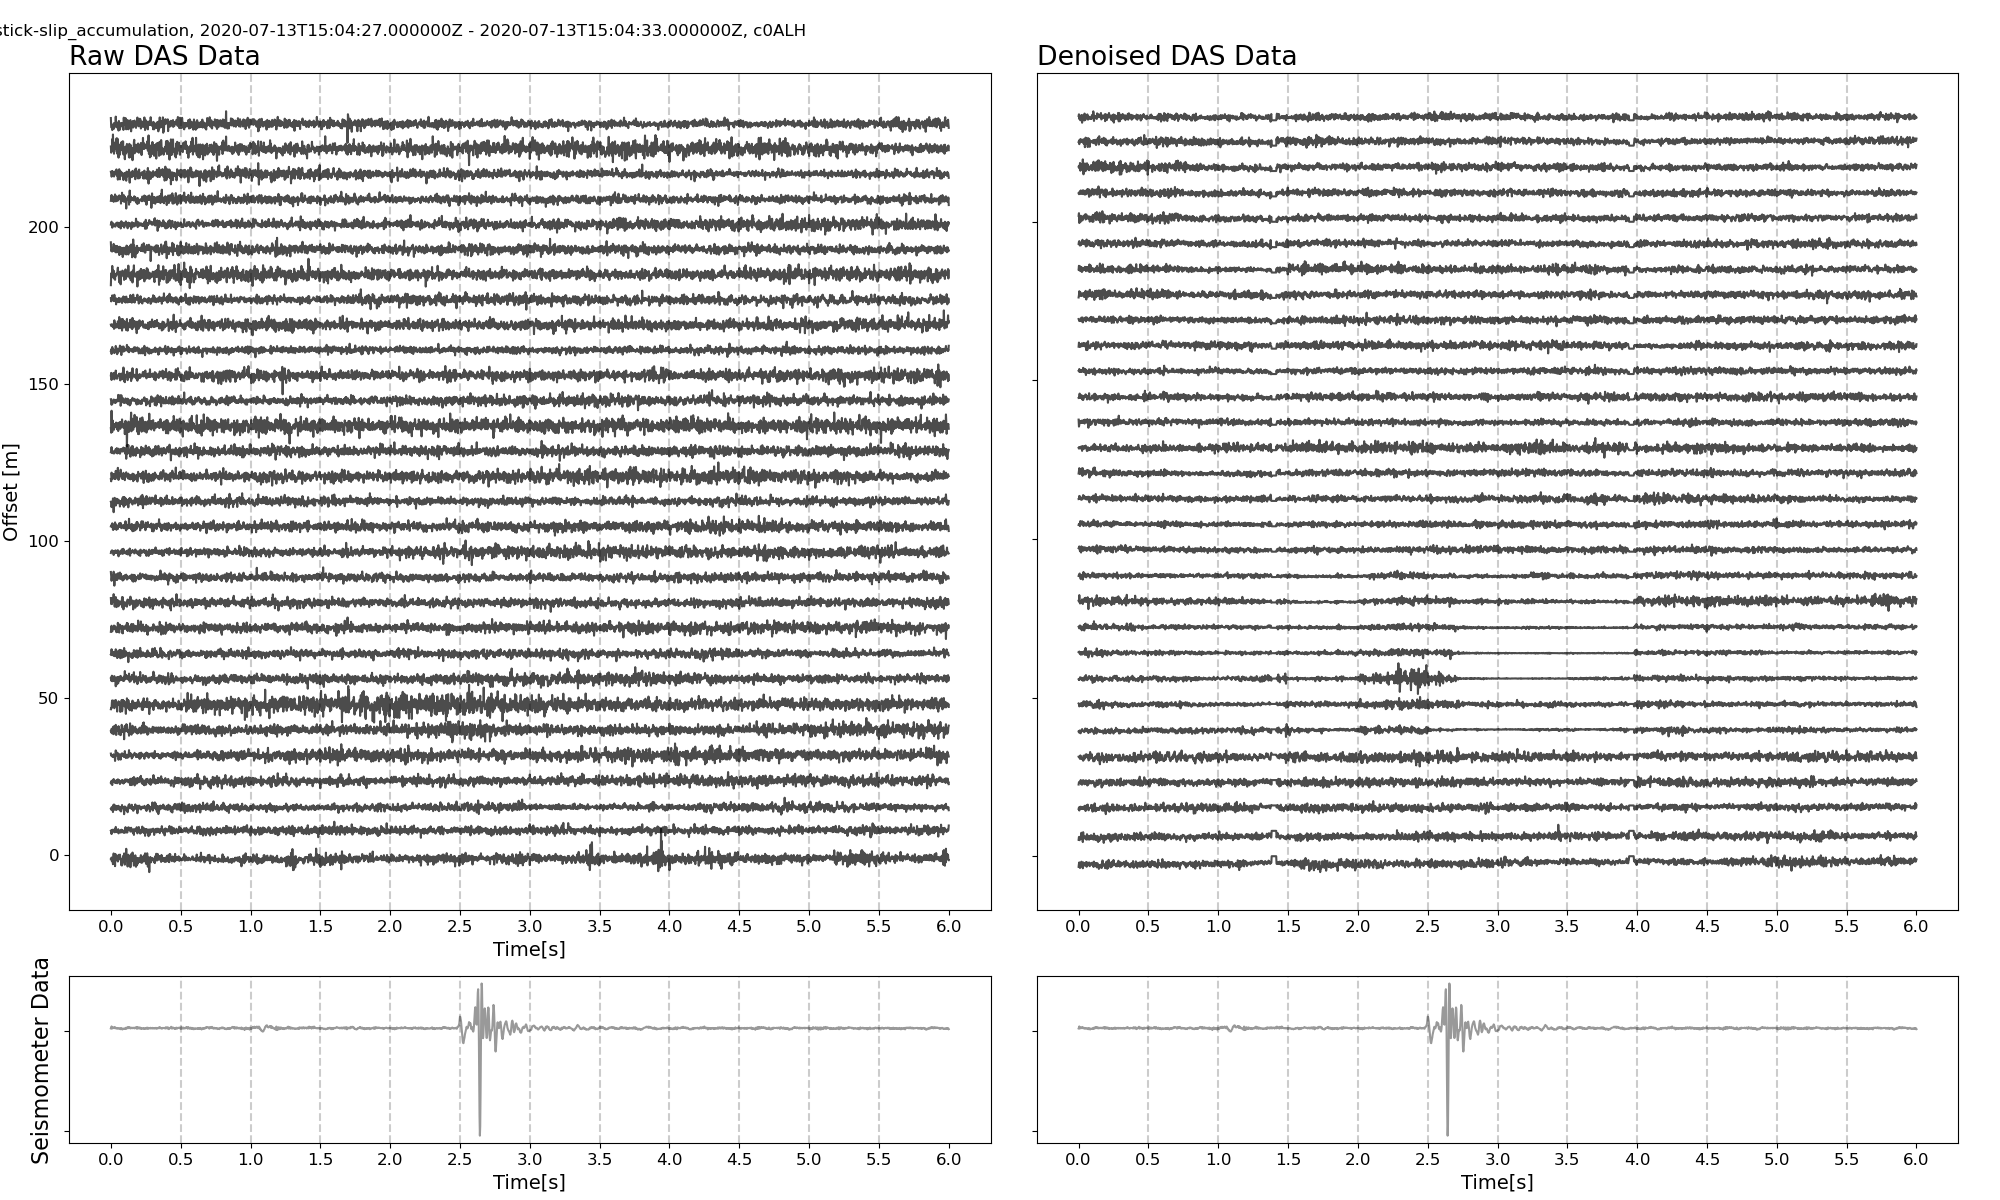 stick-slip_accumulation, 2020-07-13T15:04:27.000000Z - 2020-07-13T15:04:33.000000Z, c0ALH
Raw DAS Data
Denoised DAS Data
Offset [m]
200
150
100
50
0
0.0 0.5 1.0 1.5 2.0 2.5 3.0 3.5 4.0 4.5 5.0 5.5 6.0
Time[s]
0.0 0.5 1.0 1.5 2.0 2.5 3.0 3.5 4.0 4.5 5.0 5.5 6.0
Seismometer Data
0.0 0.5 1.0 1.5 2.0 2.5 3.0 3.5 4.0 4.5 5.0 5.5 6.0
Time[s]
0.0 0.5 1.0 1.5 2.0 2.5 3.0 3.5 4.0 4.5 5.0 5.5 6.0
Time[s]